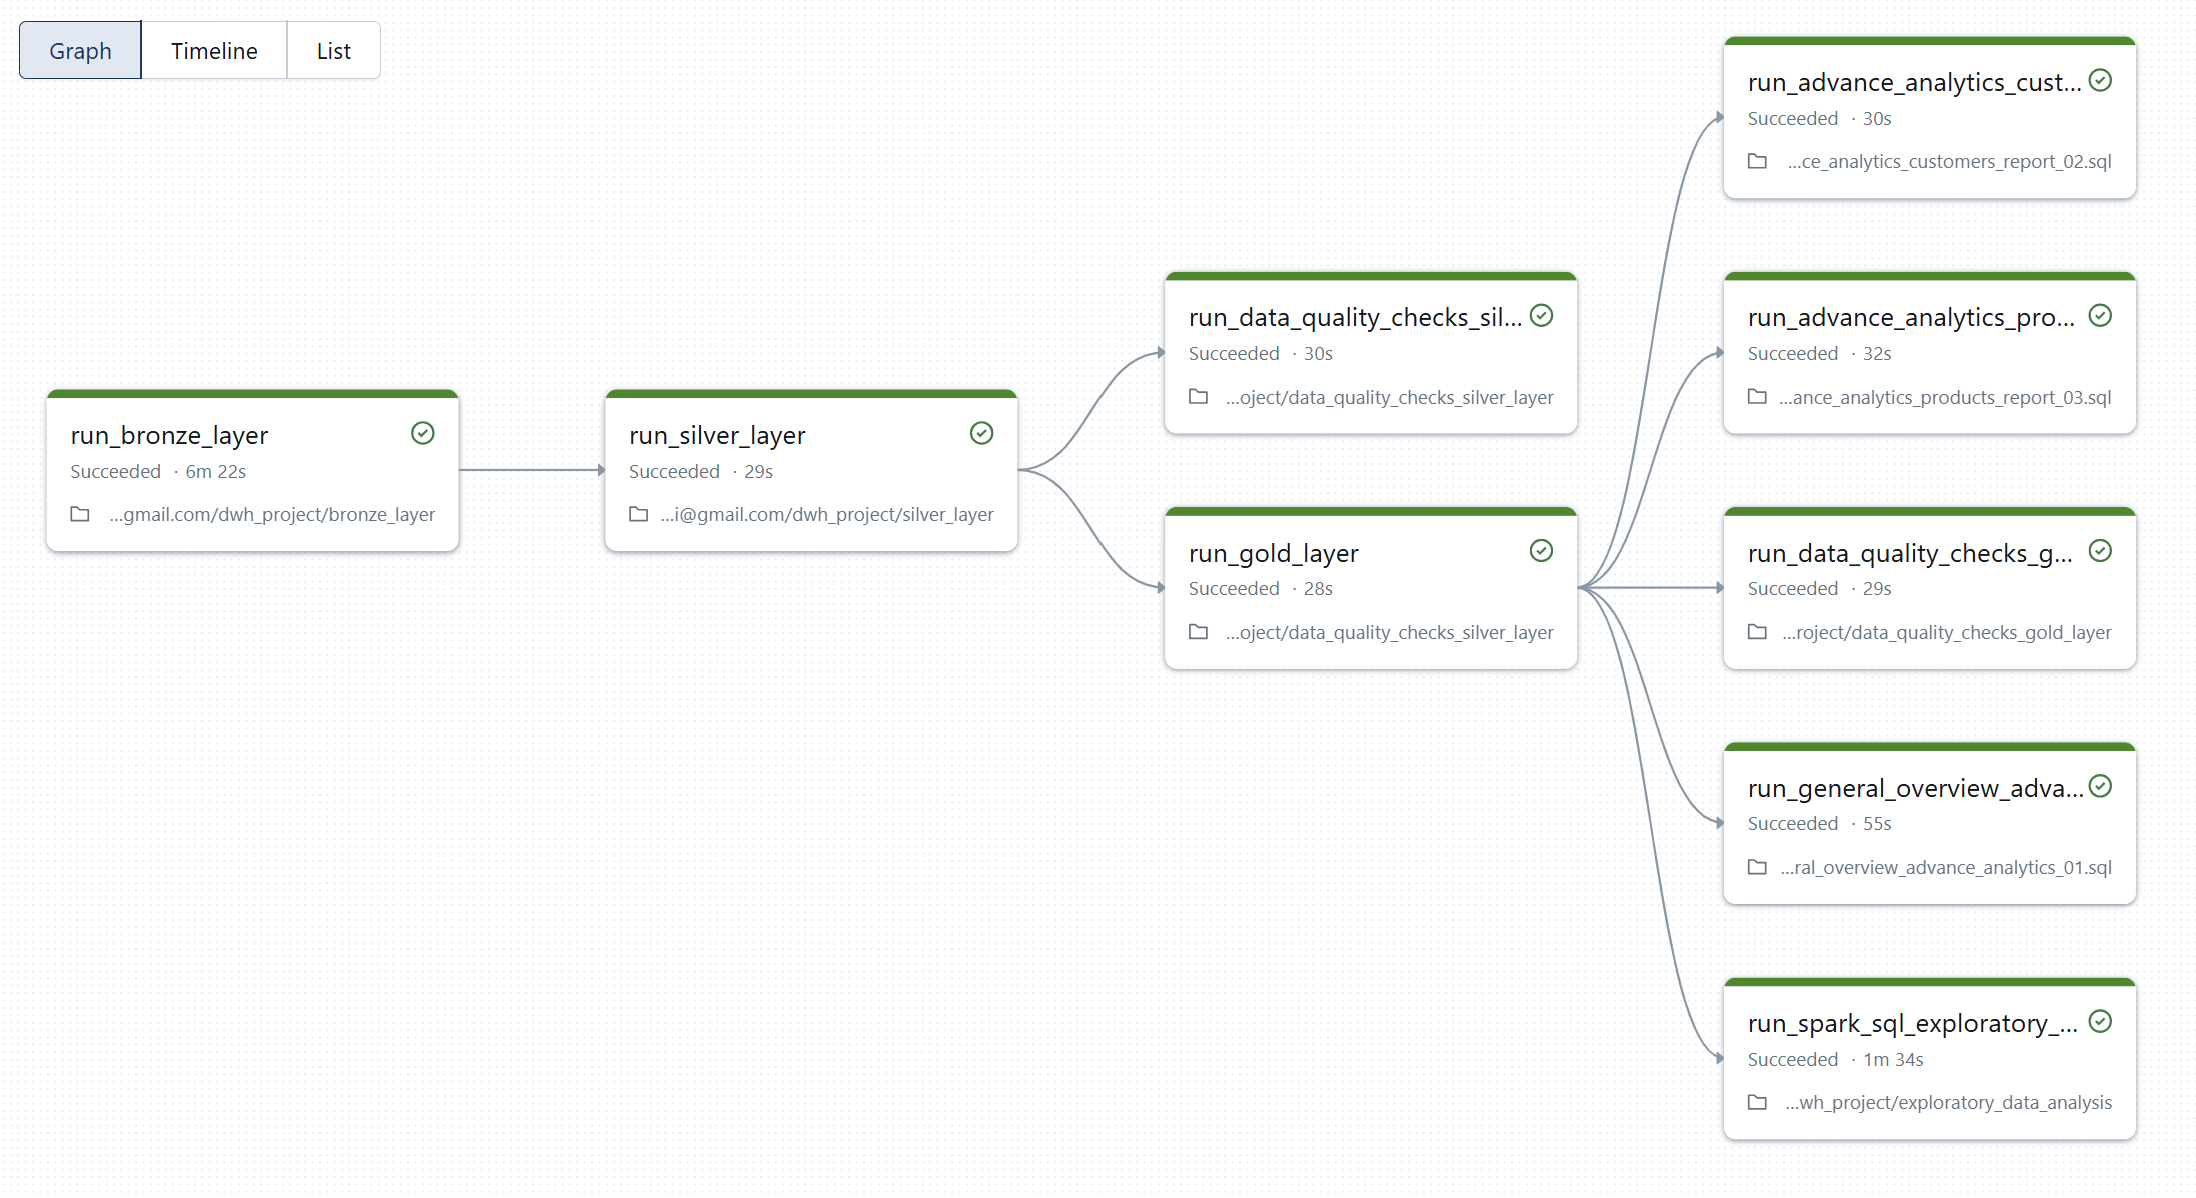 Graph
Timeline
List
run_bronze_layer
Succeeded · 6m 22s
...gmail.com/dwh_project/bronze_layer
run_silver_layer
Succeeded · 29s
...i@gmail.com/dwh_project/silver_layer
run_data_quality_checks_sil...
Succeeded · 30s
...oject/data_quality_checks_silver_layer
run_gold_layer
Succeeded · 28s
...oject/data_quality_checks_silver_layer
run_advance_analytics_cust...
Succeeded · 30s
...ce_analytics_customers_report_02.sql
run_advance_analytics_pro...
Succeeded · 32s
...ance_analytics_products_report_03.sql
run_data_quality_checks_g...
Succeeded · 29s
...roject/data_quality_checks_gold_layer
run_general_overview_adva...
Succeeded · 55s
...ral_overview_advance_analytics_01.sql
run_spark_sql_exploratory_...
Succeeded · 1m 34s
...wh_project/exploratory_data_analysis